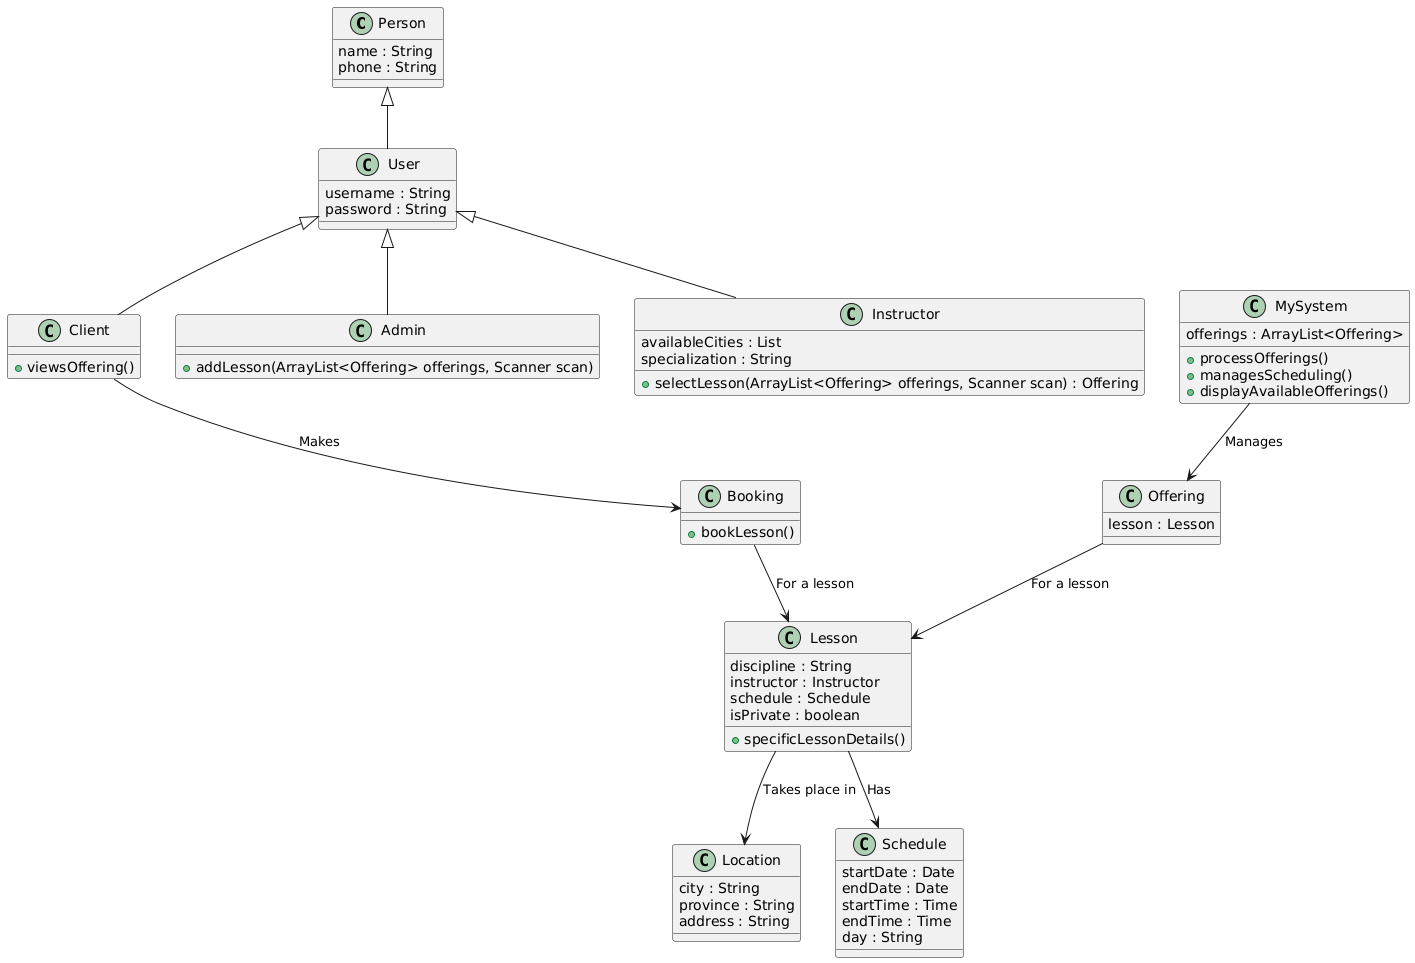 C Person
name : String
phone : String
C User
username : String
password : String
C Client
viewsOffering()
C Admin
addLesson(ArrayList<Offering> offerings, Scanner scan)
C Instructor
availableCities : List
specialization : String
selectLesson(ArrayList<Offering> offerings, Scanner scan) : Offering
C MySystem
offerings : ArrayList<Offering>
processOfferings()
managesScheduling()
displayAvailableOfferings()
Makes
Manages
C Booking
bookLesson()
C Offering
lesson : Lesson
For a lesson
For a lesson
C Lesson
discipline : String
instructor : Instructor
schedule : Schedule
isPrivate : boolean
specificLessonDetails()
Takes place in
Has
C Location
city : String
province : String
address : String
C Schedule
startDate : Date
endDate : Date
startTime : Time
endTime : Time
day : String